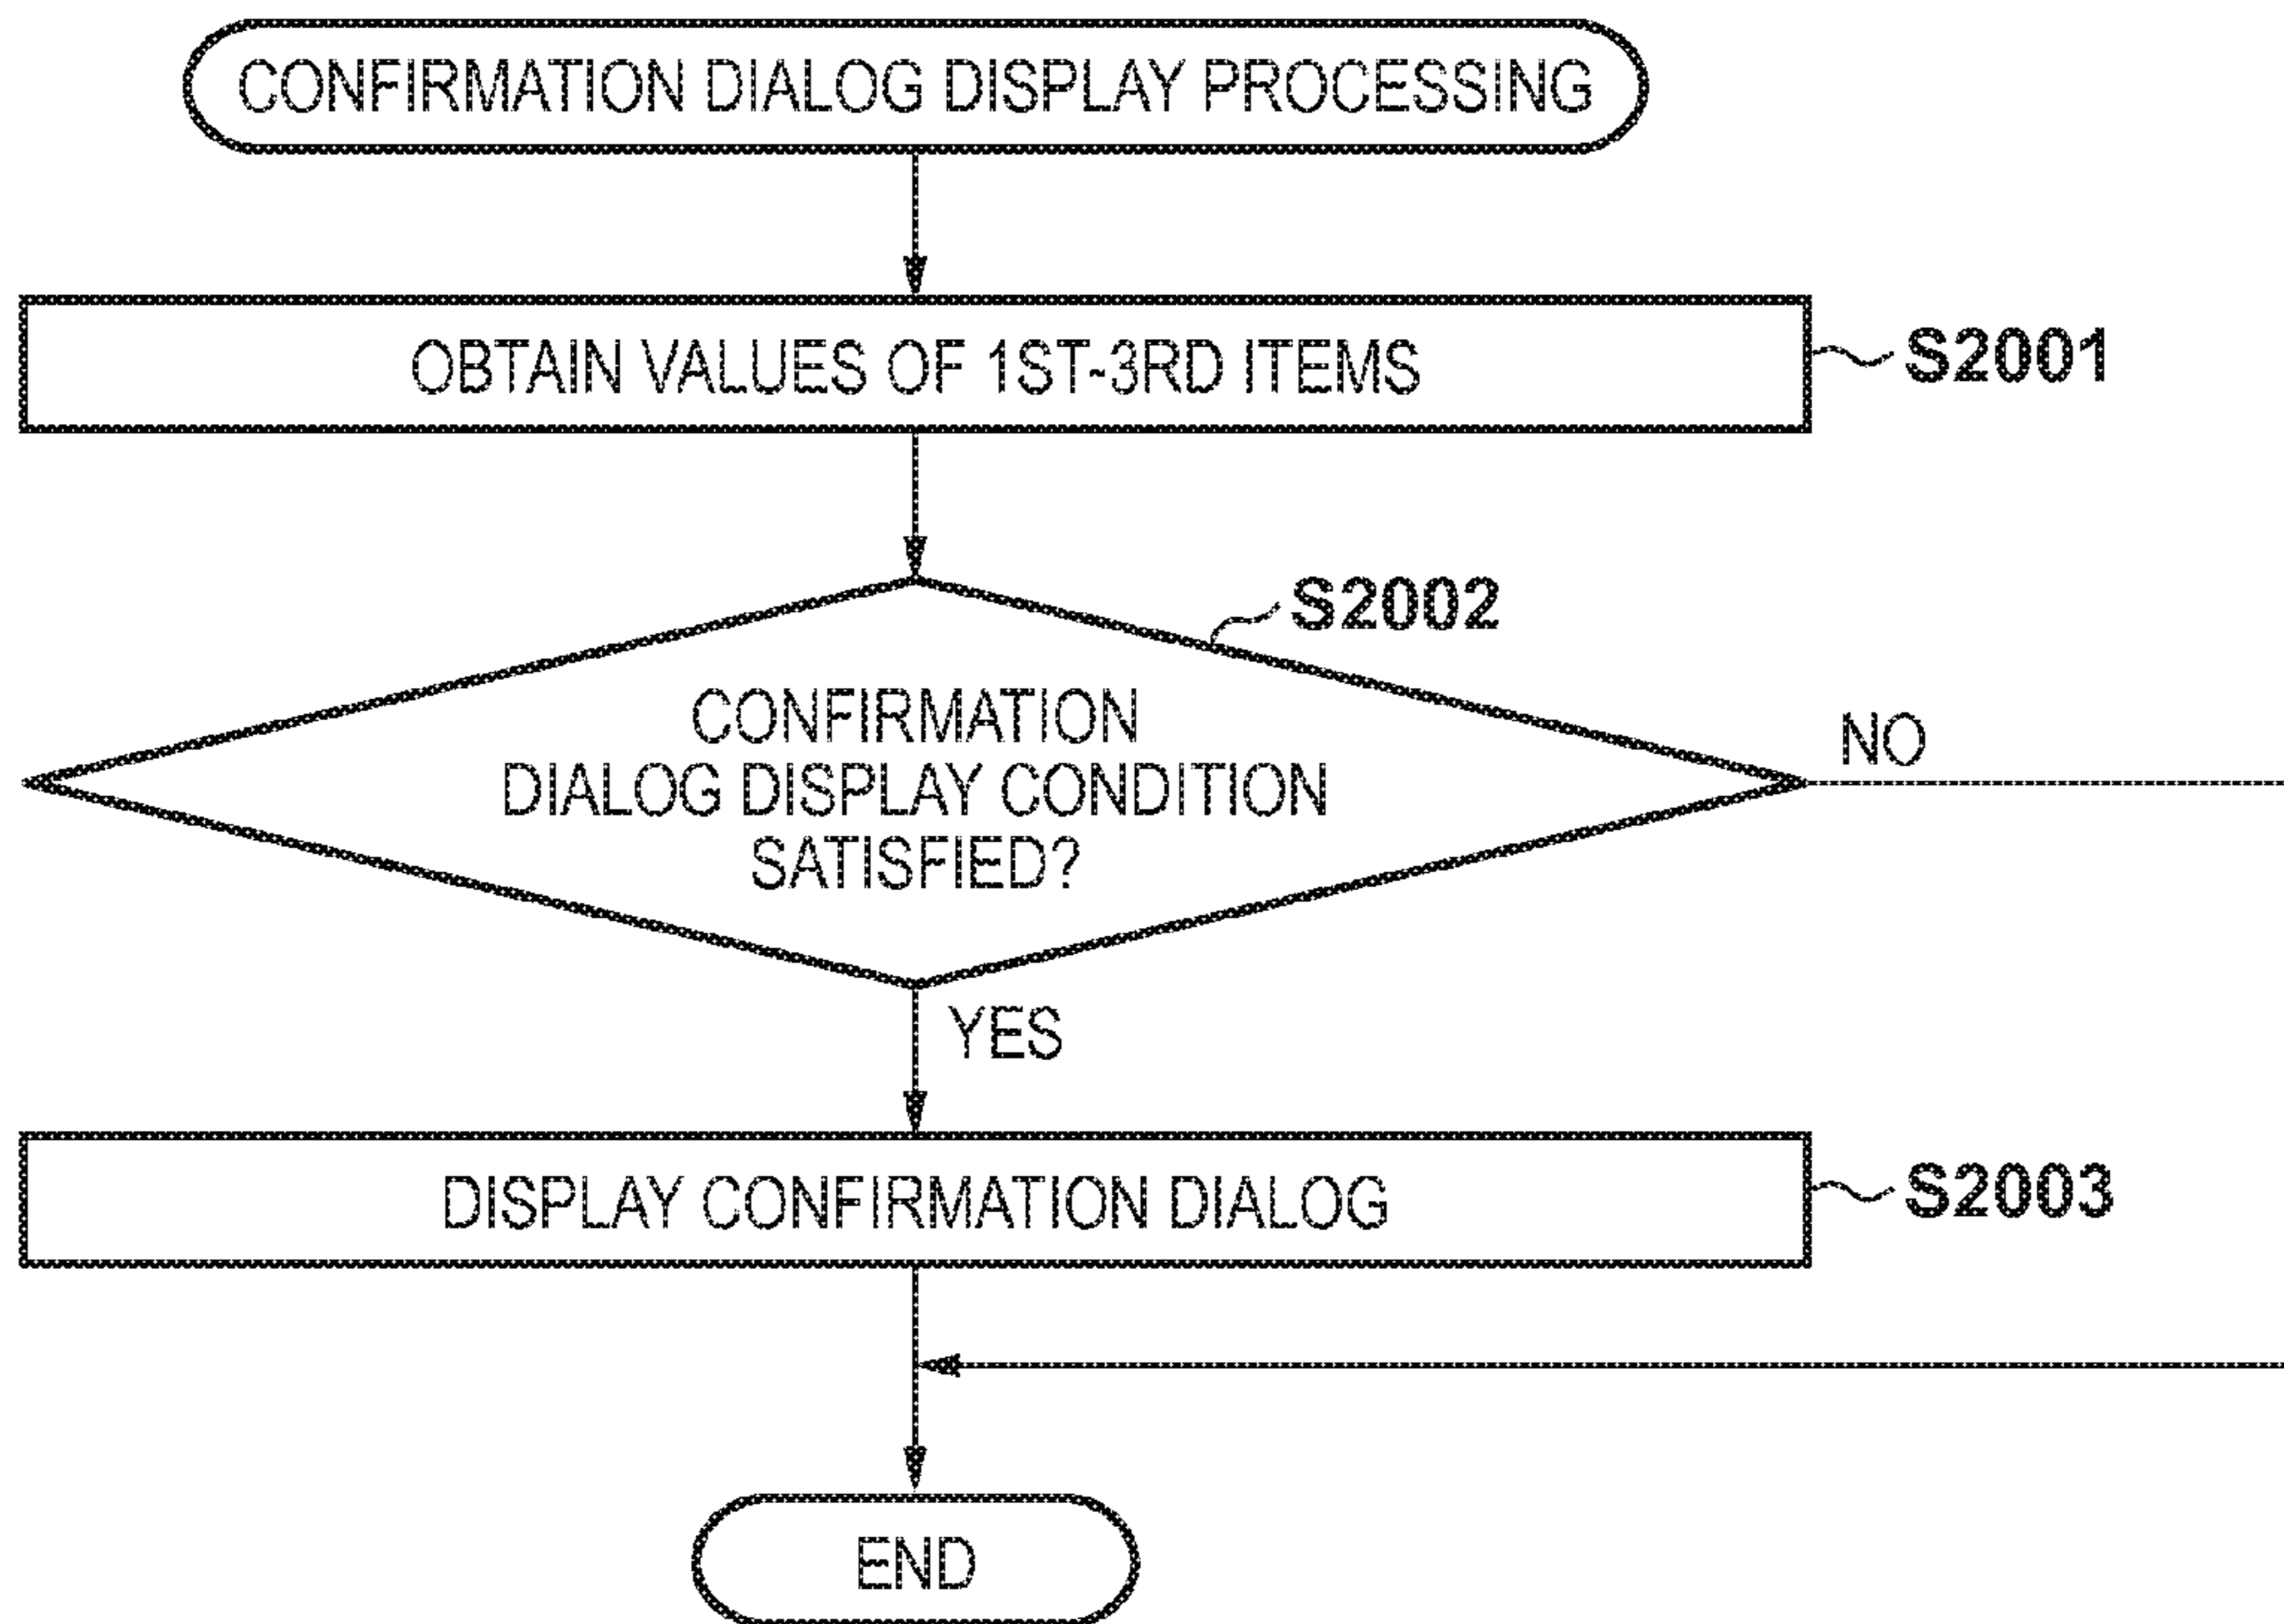 CONFIRMATION DIALOG DISPLAY PROCESSING
OBTAIN VALUES OF 1ST-3RD ITEMS
S2001
S2002
CONFIRMATION
DIALOG DISPLAY CONDITION
SATISFIED?
NO
YES
DISPLAY CONFIRMATION DIALOG
S2003
END